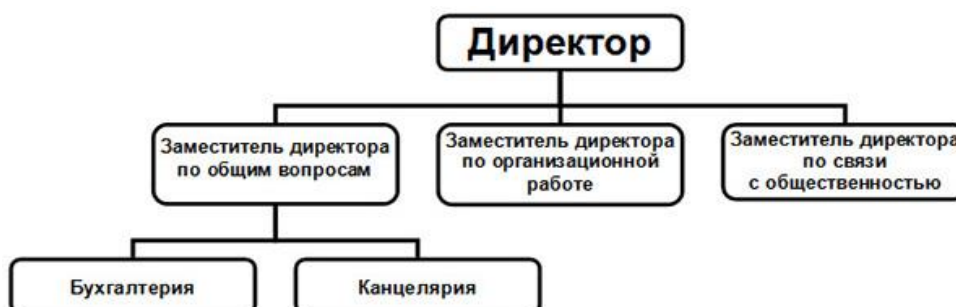 Директор
Заместитель директора
по общим вопросам
Заместитель директора
по организационной
работе
Заместитель директора
по связи
с общественностью
Бухгалтерия
Канцелярия